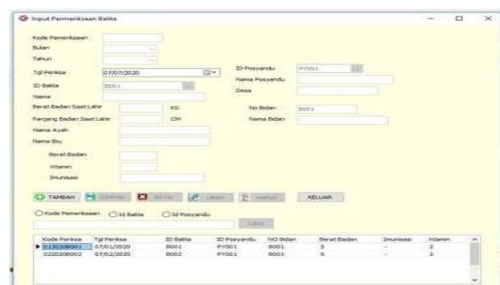 Input Pemeriksaan Balita
Kode Pemeriksaan
Bulan
Tahun
Tgl Periksa 07/07/2020
ID Balita B001
Nama
Berat Badan Saat Lahir KG
Panjang Badan Saat Lahir CM
Nama Ayah
Nama Ibu
Berat Badan
Vitamin
Imunisasi
ID Posyandu PY001
Nama Posyandu
Desa
No Bidan B001
Nama Bidan
TAMBAH SIMPAN BATAL UBAH HAPUS KELUAR
Kode Pemeriksaan Id Balita Id Posyandu
CARI
Kode Periksa Tgl Periksa ID Balita ID Posyandu NO Bidan Berat Badan Imunisasi Vitamin
012020B001 07/01/2020 B001 PY001 B001 5 - 2
022020B002 07/02/2020 B002 PY001 B001 5 - 3